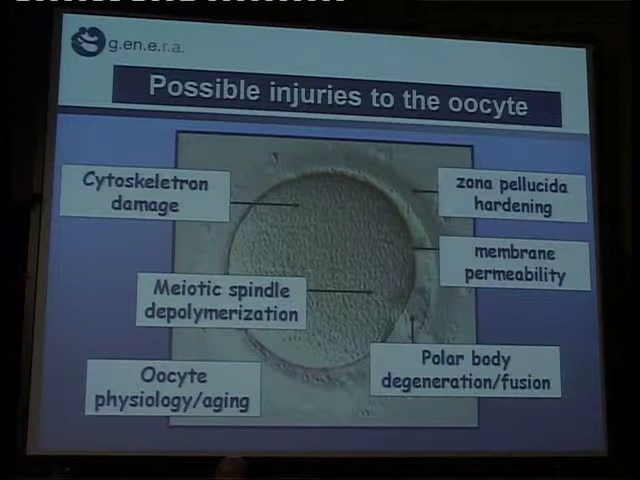 g.en.e.r.a.
Possible injuries to the oocyte
Cytoskeletron
damage
zona pellucida
hardening
membrane
permeability
Meiotic spindle
depolymerization
Polar body
degeneration/fusion
Oocyte
physiology/aging